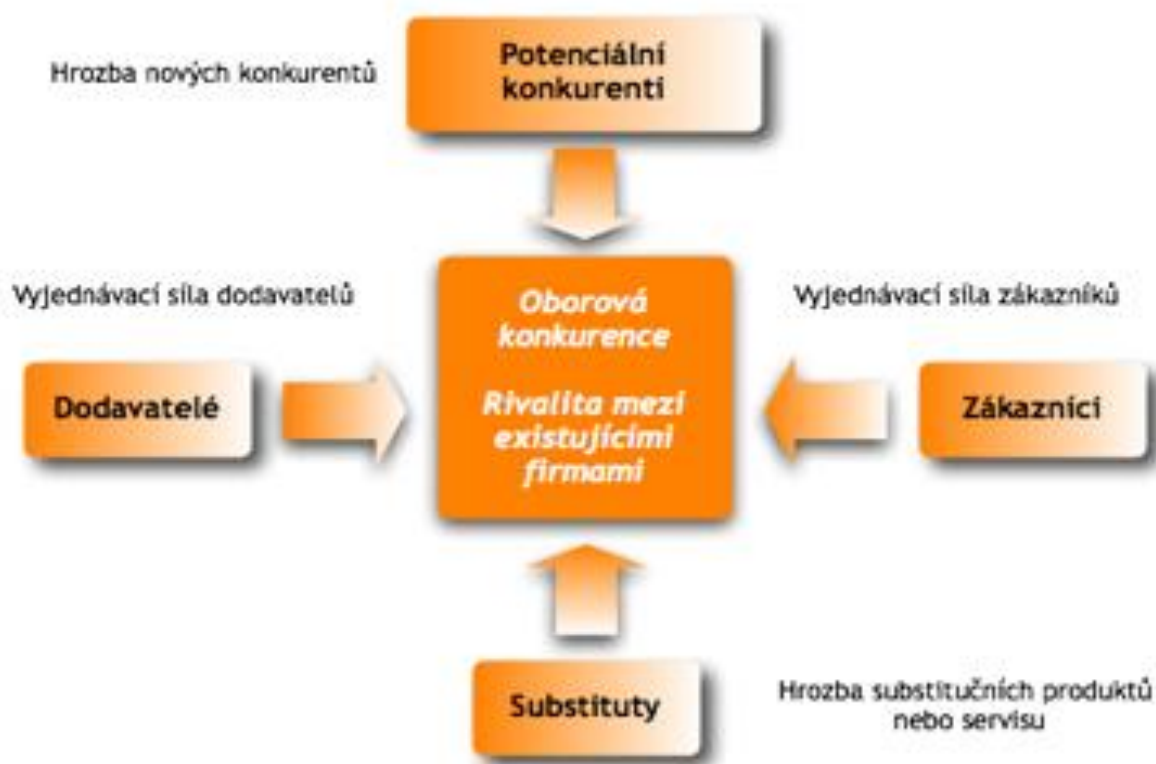 Hrozba nových konkurentů
Potenciální
konkurenti
Vyjednávací síla dodavatelů
Oborová
konkurence
Rivalita mezi
existujícími
firmami
Vyjednávací síla zákazníků
Dodavatelé
Zákazníci
Substituty
Hrozba substitučních produktů
nebo servisu